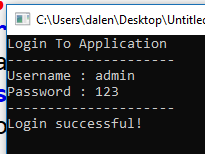 C:\Users\dalen\Desktop\Untitled
Login To Application
---------------------
Username : admin
Password : 123
---------------------
Login successful!